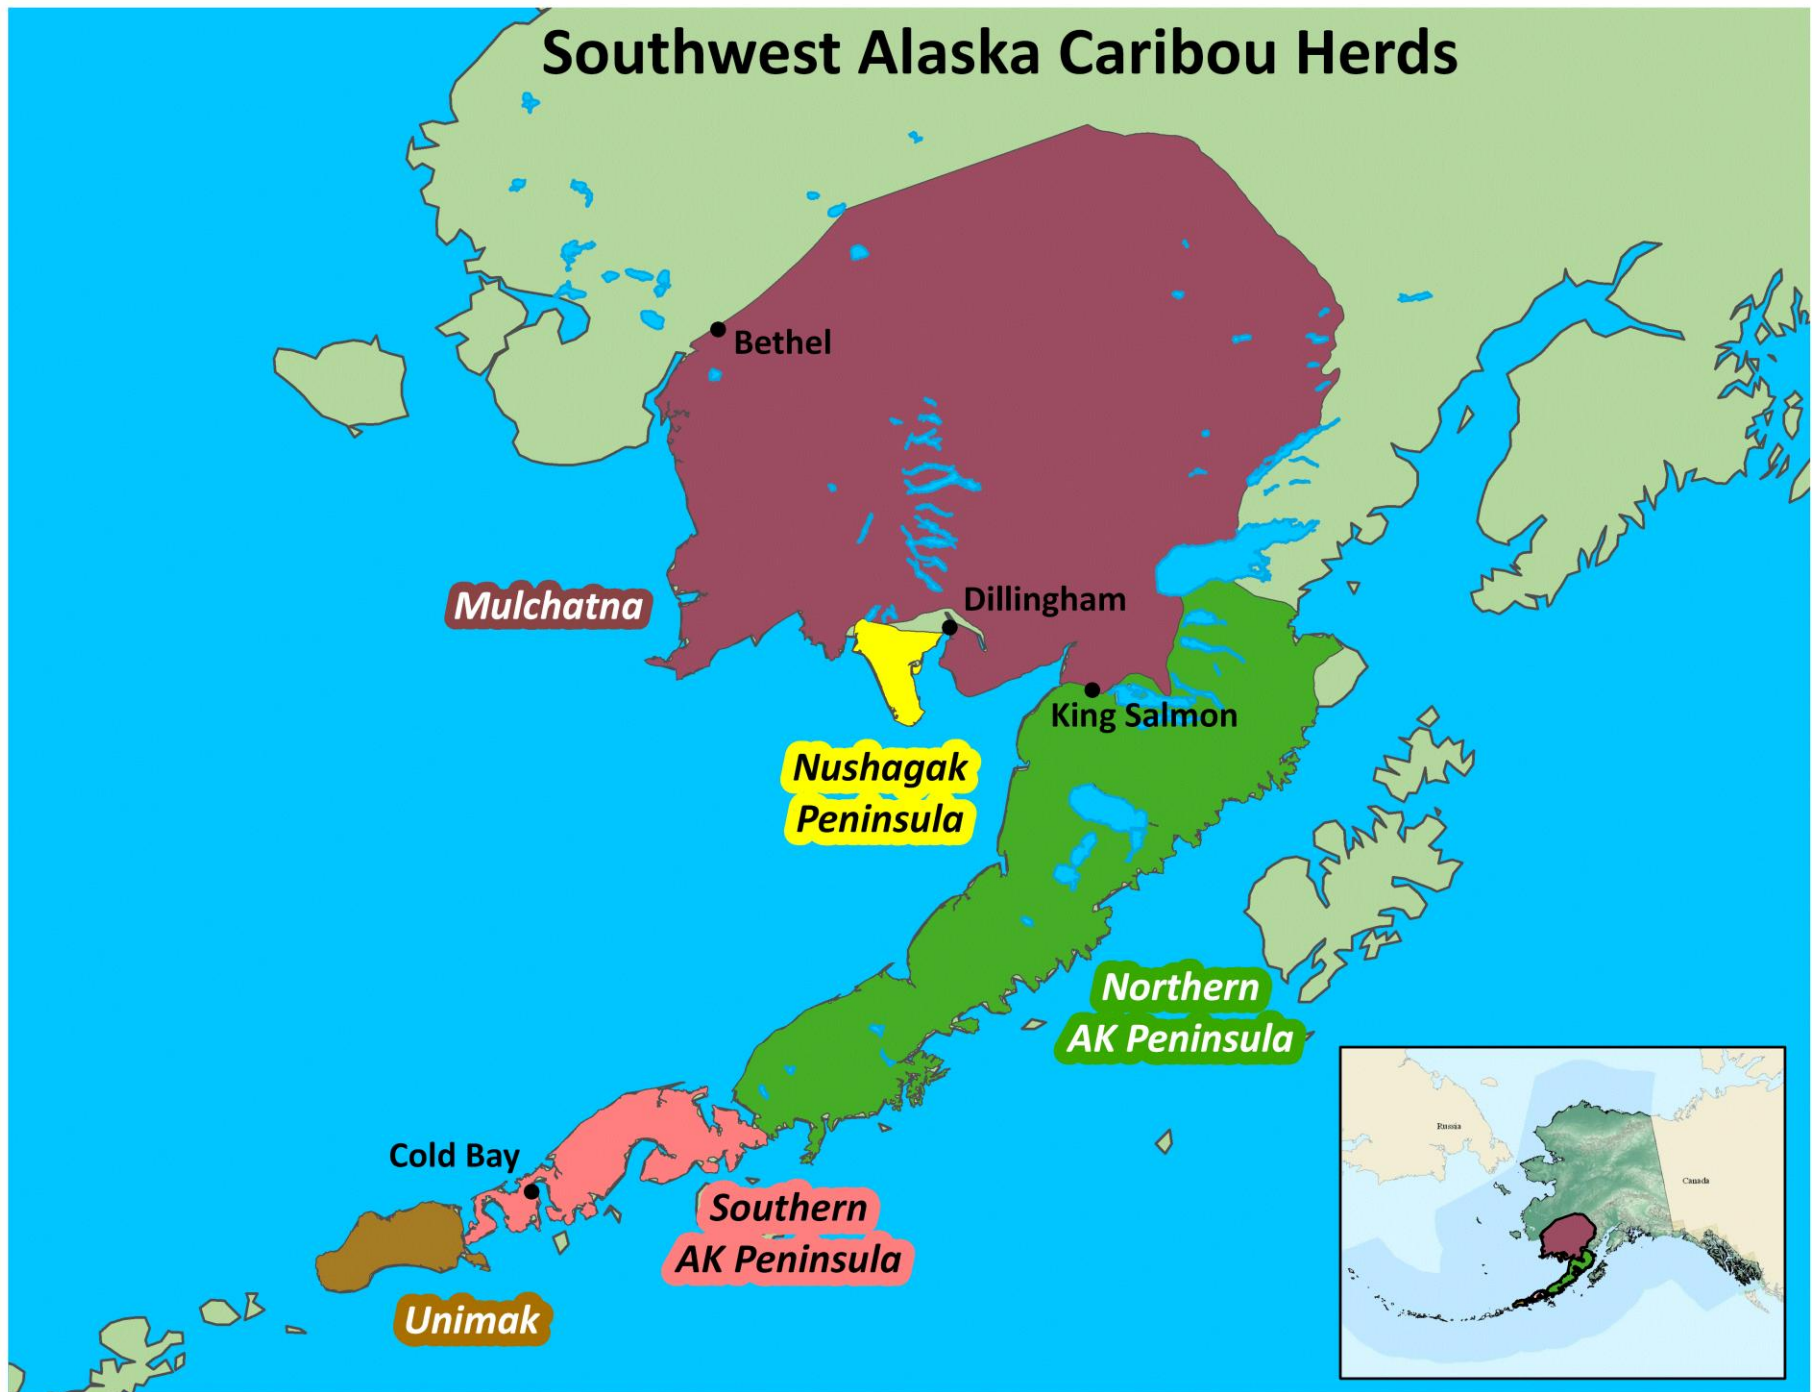 Southwest Alaska Caribou Herds
Bethel
Mulchatna
Dillingham
King Salmon
Nushagak
Peninsula
Northern
AK Peninsula
Cold Bay
Southern
AK Peninsula
Unimak
Russia
Canada